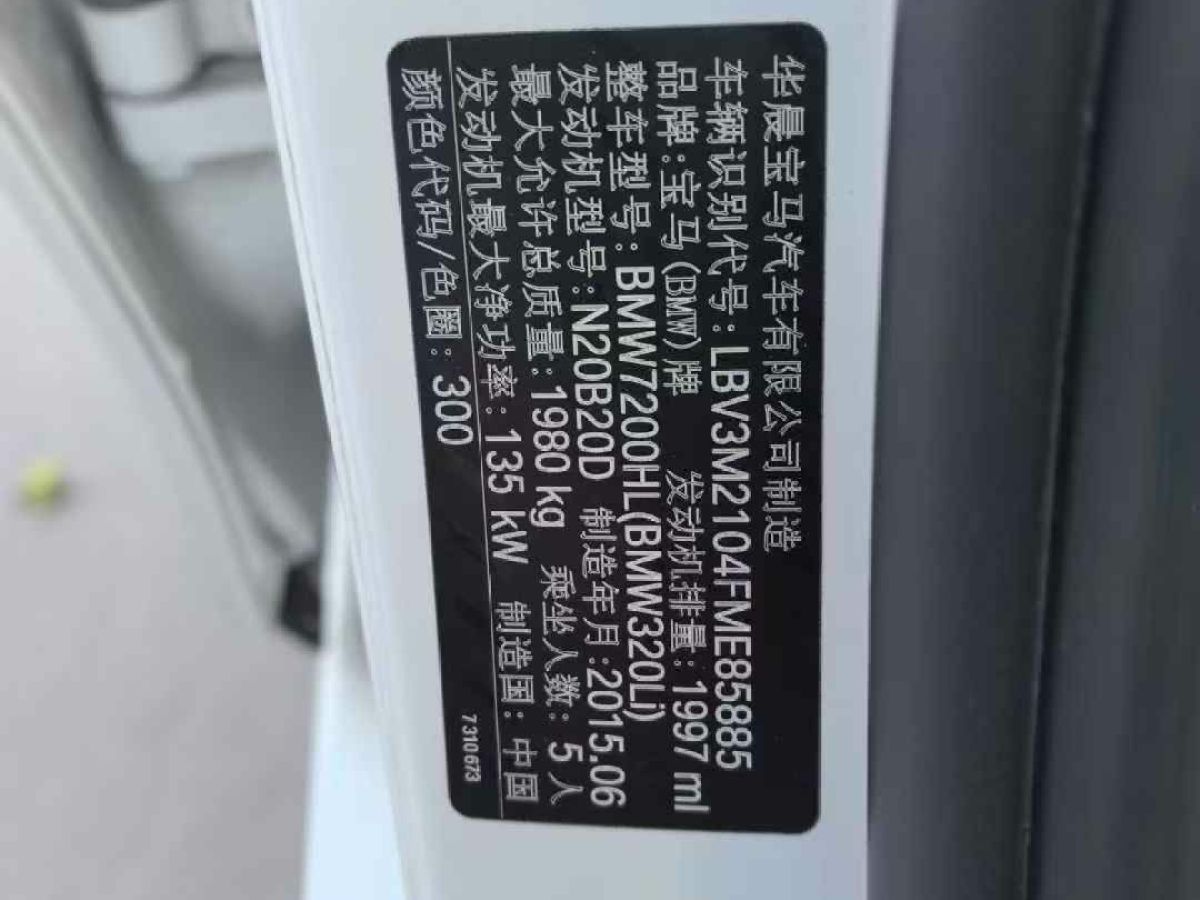 华晨宝马汽车有限公司制造
车辆识别代号:LBV3M2104FME85885
品牌:宝马(BMW)牌 发动机排量:1997 ml
整车型号:BMW7200HL(BMW320Li)
发动机型号:N20B20D 制造年月:2015.06
最大允许总质量:1980 kg 乘坐人数:5人
发动机最大净功率:135 kW 制造国:中国
颜色代码/色圈:300
7310673